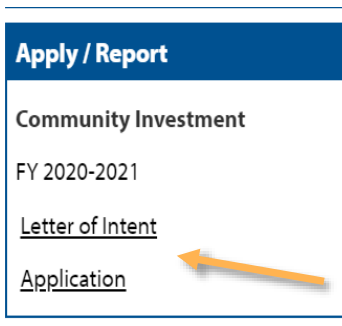 Apply / Report
Community Investment
FY 2020-2021
Letter of Intent
Application